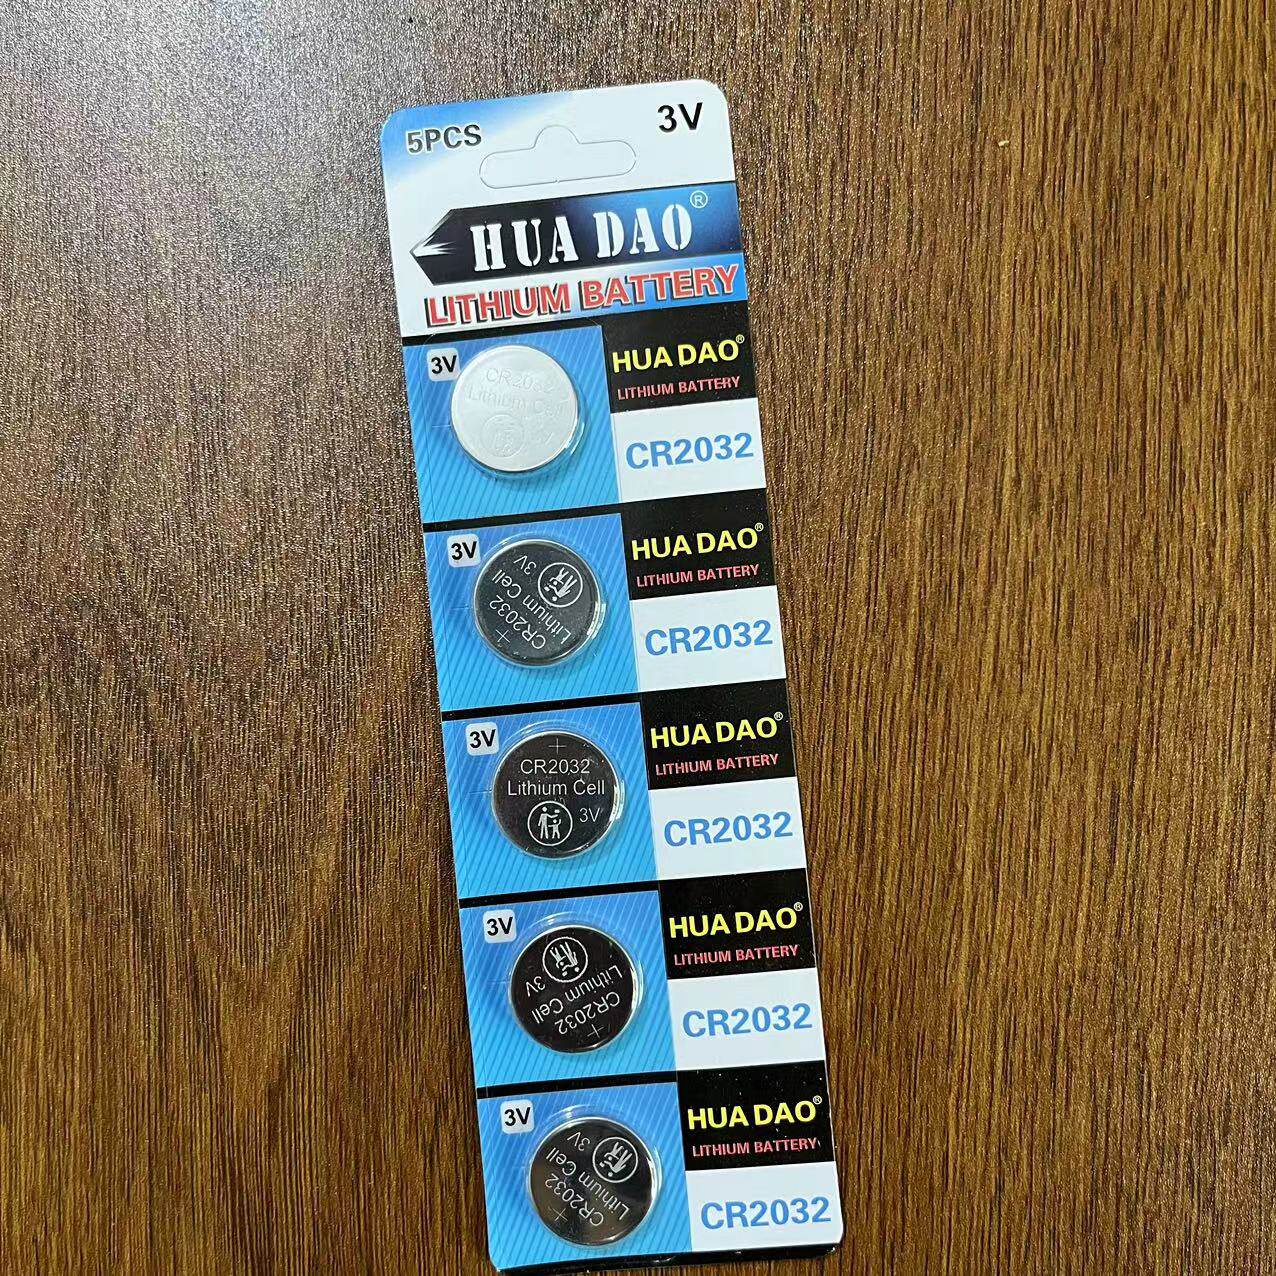 5PCS
3V
HUA DAO®
LITHIUM BATTERY
3V
CR2032
Lithium Cell
3V
HUA DAO®
LITHIUM BATTERY
CR2032
3V
+
CR2032
Lithium Cell
3V
HUA DAO®
LITHIUM BATTERY
CR2032
3V
+
CR2032
Lithium Cell
3V
HUA DAO®
LITHIUM BATTERY
CR2032
3V
+
CR2032
Lithium Cell
3V
HUA DAO®
LITHIUM BATTERY
CR2032
3V
+
CR2032
Lithium Cell
3V
HUA DAO®
LITHIUM BATTERY
CR2032